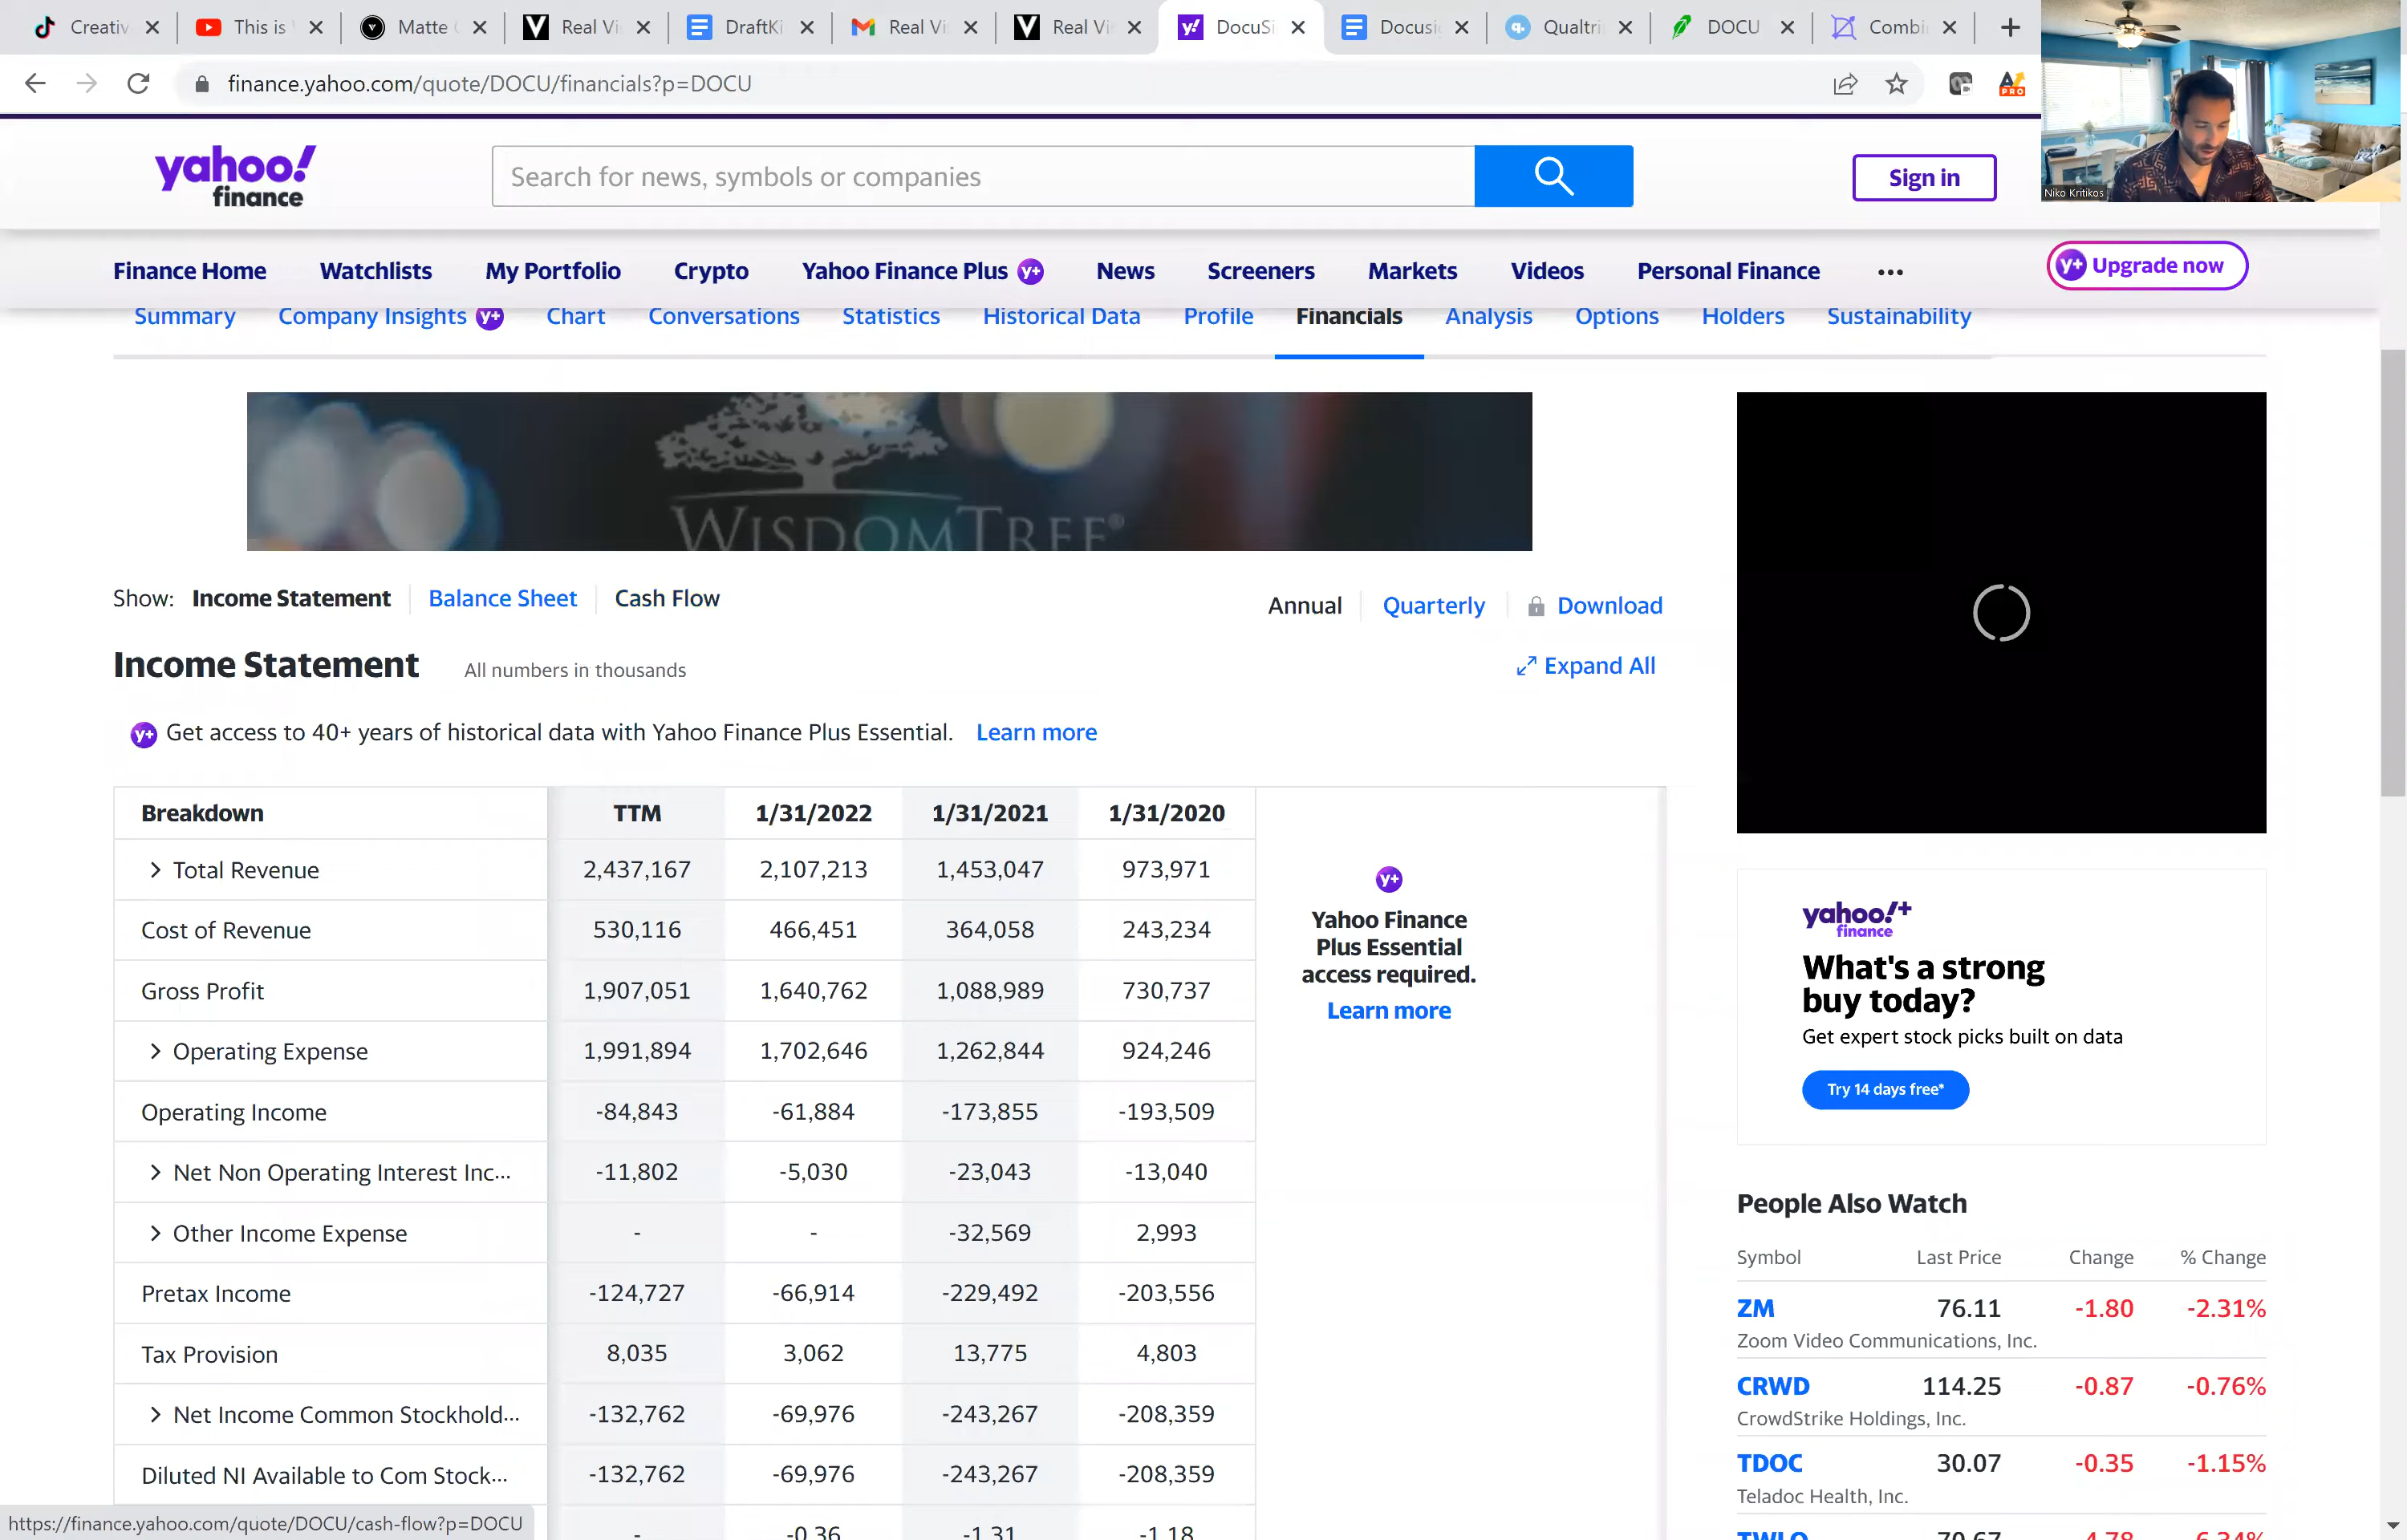 Creativ
This is
Matte
Real Vi
DraftKi
Real Vi
Real Vis
DocuSi
Docusi
Qualtri
DOCU
Combi
finance.yahoo.com/quote/DOCU/financials?p=DOCU
PRO
Niko Kritikos
yahoo!
finance
Search for news, symbols or companies
Sign in
Finance Home Watchlists My Portfolio Crypto Yahoo Finance Plus y+ News Screeners Markets Videos Personal Finance ••• y+ Upgrade now
Summary Company Insights y+ Chart Conversations Statistics Historical Data Profile Financials Analysis Options Holders Sustainability
WISDOMTREE®
Show: Income Statement Balance Sheet Cash Flow
Annual Quarterly Download
Income Statement All numbers in thousands
Expand All
y+ Get access to 40+ years of historical data with Yahoo Finance Plus Essential. Learn more
Breakdown TTM 1/31/2022 1/31/2021 1/31/2020
Total Revenue 2,437,167 2,107,213 1,453,047 973,971
Cost of Revenue 530,116 466,451 364,058 243,234
Gross Profit 1,907,051 1,640,762 1,088,989 730,737
Operating Expense 1,991,894 1,702,646 1,262,844 924,246
Operating Income -84,843 -61,884 -173,855 -193,509
Net Non Operating Interest Inc... -11,802 -5,030 -23,043 -13,040
Other Income Expense - - -32,569 2,993
Pretax Income -124,727 -66,914 -229,492 -203,556
Tax Provision 8,035 3,062 13,775 4,803
Net Income Common Stockhold... -132,762 -69,976 -243,267 -208,359
Diluted NI Available to Com Stock... -132,762 -69,976 -243,267 -208,359
- -0.36 -1.31 -1.18
y+
Yahoo Finance
Plus Essential
access required.
Learn more
yahoo!+
finance
What's a strong
buy today?
Get expert stock picks built on data
Try 14 days free*
People Also Watch
Symbol Last Price Change % Change
ZM 76.11 -1.80 -2.31%
Zoom Video Communications, Inc.
CRWD 114.25 -0.87 -0.76%
CrowdStrike Holdings, Inc.
TDOC 30.07 -0.35 -1.15%
Teladoc Health, Inc.
TWLO 70.67 -4.78 -6.34%
https://finance.yahoo.com/quote/DOCU/cash-flow?p=DOCU